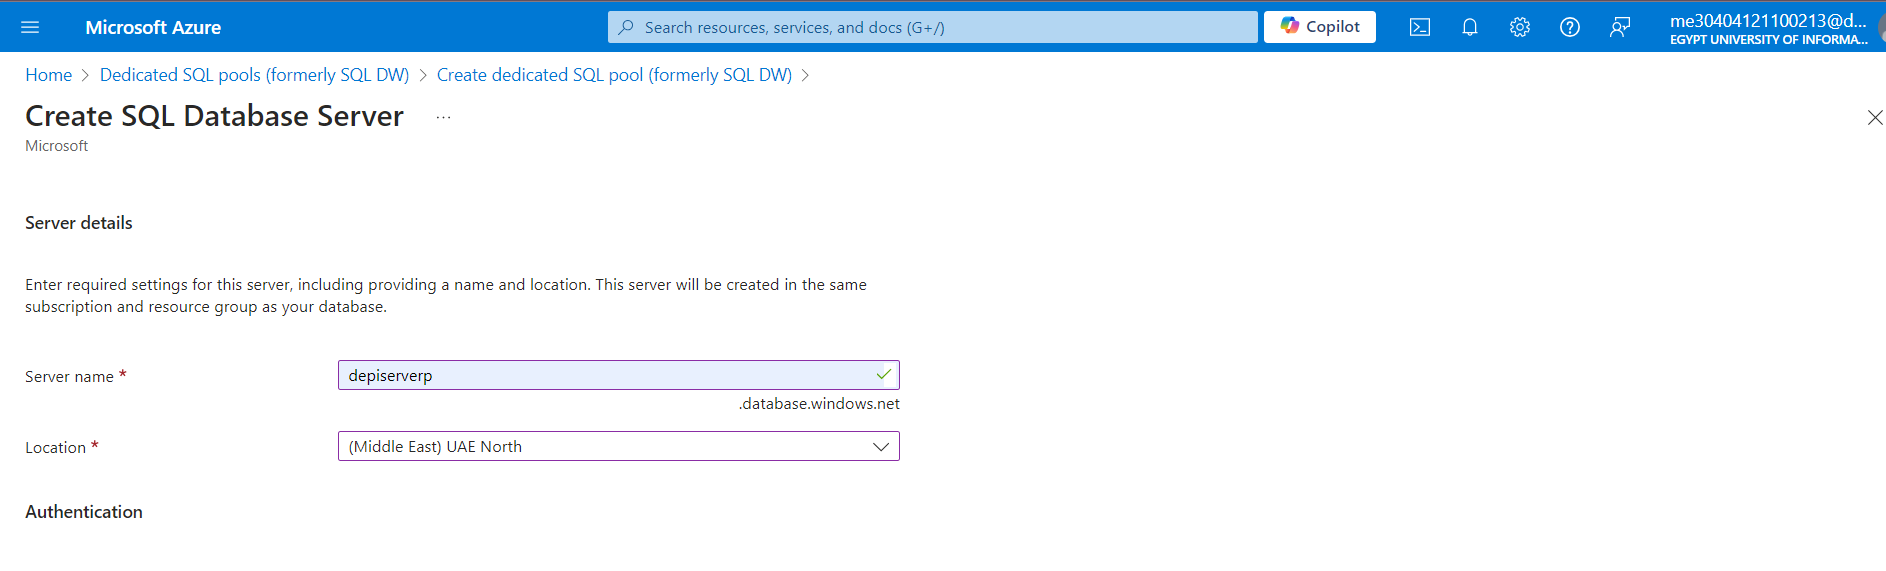 Microsoft Azure
Search resources, services, and docs (G+/)
Copilot
me30404121100213@d...
EGYPT UNIVERSITY OF INFORMA...
Home > Dedicated SQL pools (formerly SQL DW) > Create dedicated SQL pool (formerly SQL DW) >
Create SQL Database Server ...
Microsoft
Server details
Enter required settings for this server, including providing a name and location. This server will be created in the same
subscription and resource group as your database.
Server name *
depiserverp
.database.windows.net
Location *
(Middle East) UAE North
Authentication